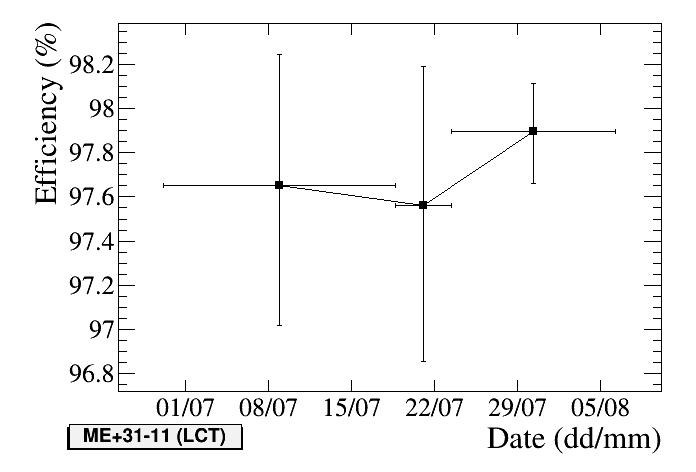 Efficiency (%)
98.2
98
97.8
97.6
97.4
97.2
97
96.8
01/07 08/07 15/07 22/07 29/07 05/08
Date (dd/mm)
ME+31-11 (LCT)